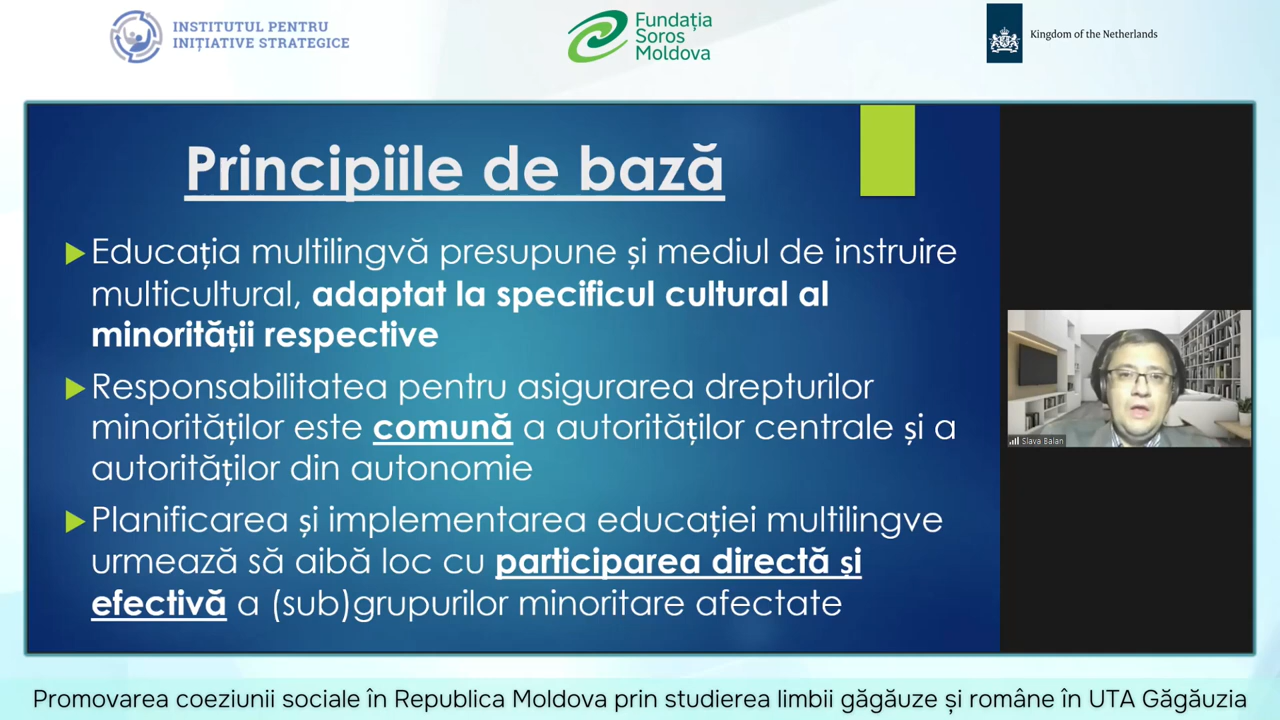 INSTITUTUL PENTRU
INIȚIATIVE STRATEGICE
Fundația
Soros
Moldova
Kingdom of the Netherlands
Principiile de bază
Educația multilingvă presupune și mediul de instruire
multicultural, adaptat la specificul cultural al
minorității respective
Responsabilitatea pentru asigurarea drepturilor
minorităților este comună a autorităților centrale și a
autorităților din autonomie
Planificarea și implementarea educației multilingve
urmează să aibă loc cu participarea directă și
efectivă a (sub)grupurilor minoritare afectate
Slava Balan
Promovarea coeziunii sociale în Republica Moldova prin studierea limbii găgăuze și române în UTA Găgăuzia